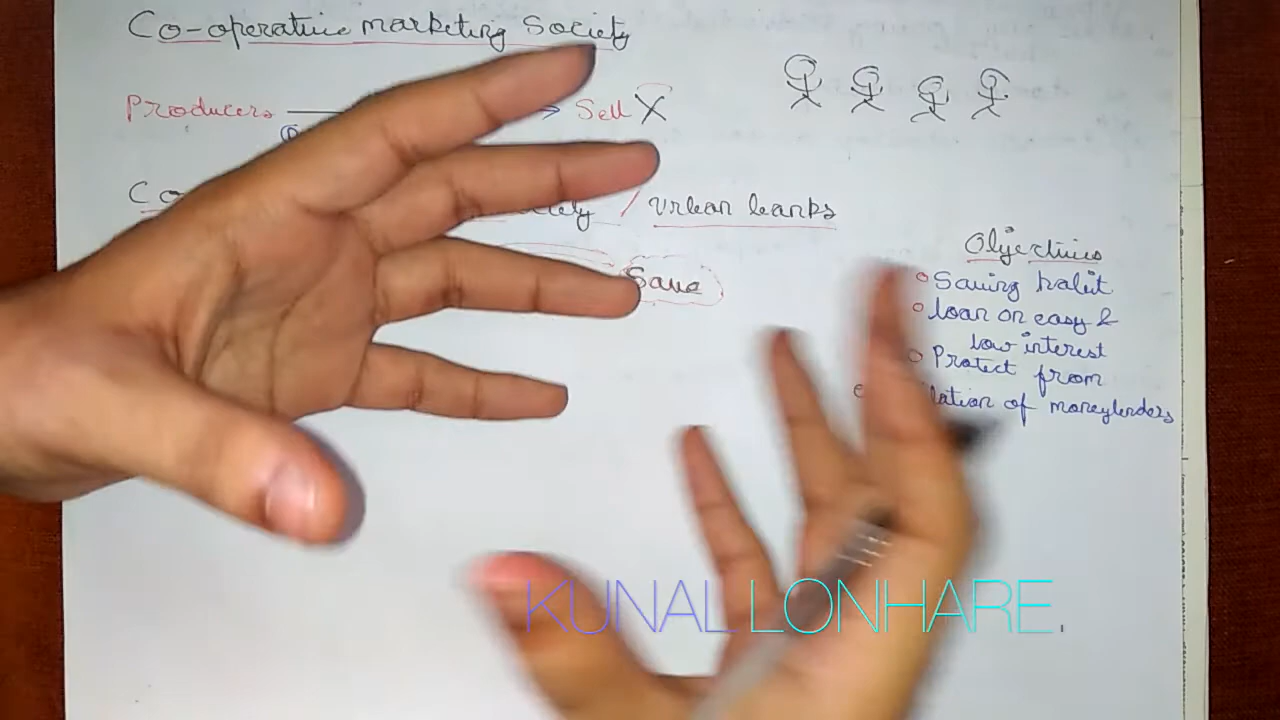 Co-operative marketing Society
Producers → Sell X
/ Urban banks
Save
Objectives
Saving habit
loan on easy &
low interest
Protect from
of moneylenders
KUNAL LONHARE.